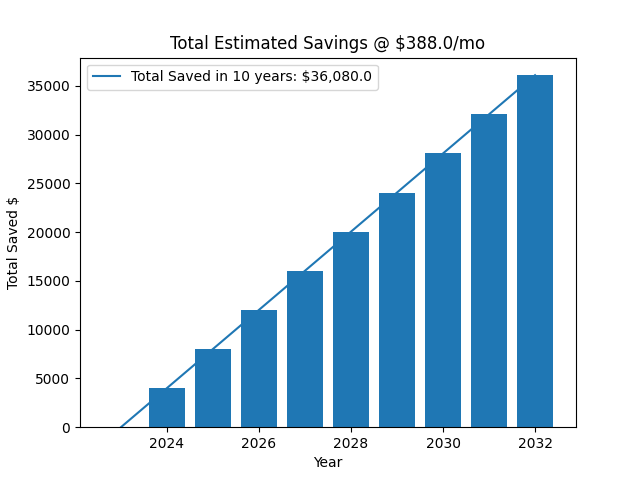 Total Estimated Savings @ $388.0/mo
Total Saved in 10 years: $36,080.0
Total Saved $
35000
30000
25000
20000
15000
10000
5000
0
2024 2026 2028 2030 2032
Year